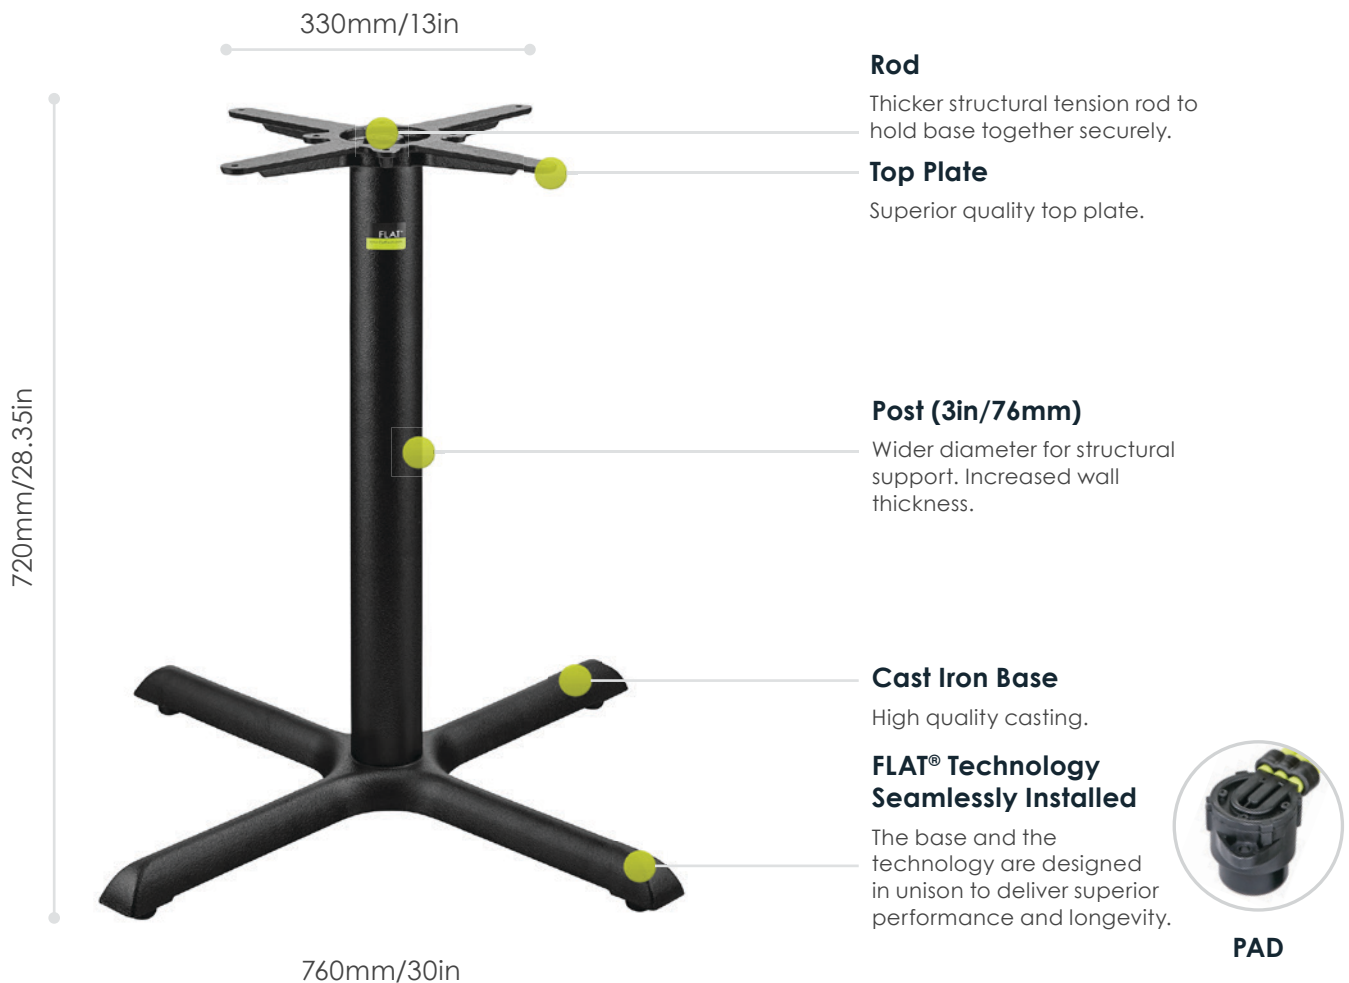 330mm/13in
Rod
Thicker structural tension rod to
hold base together securely.
Top Plate
Superior quality top plate.
FLAT
720mm/28.35in
Post (3in/76mm)
Wider diameter for structural
support. Increased wall
thickness.
Cast Iron Base
High quality casting.
FLAT® Technology
Seamlessly Installed
The base and the
technology are designed
in unison to deliver superior
performance and longevity.
PAD
760mm/30in